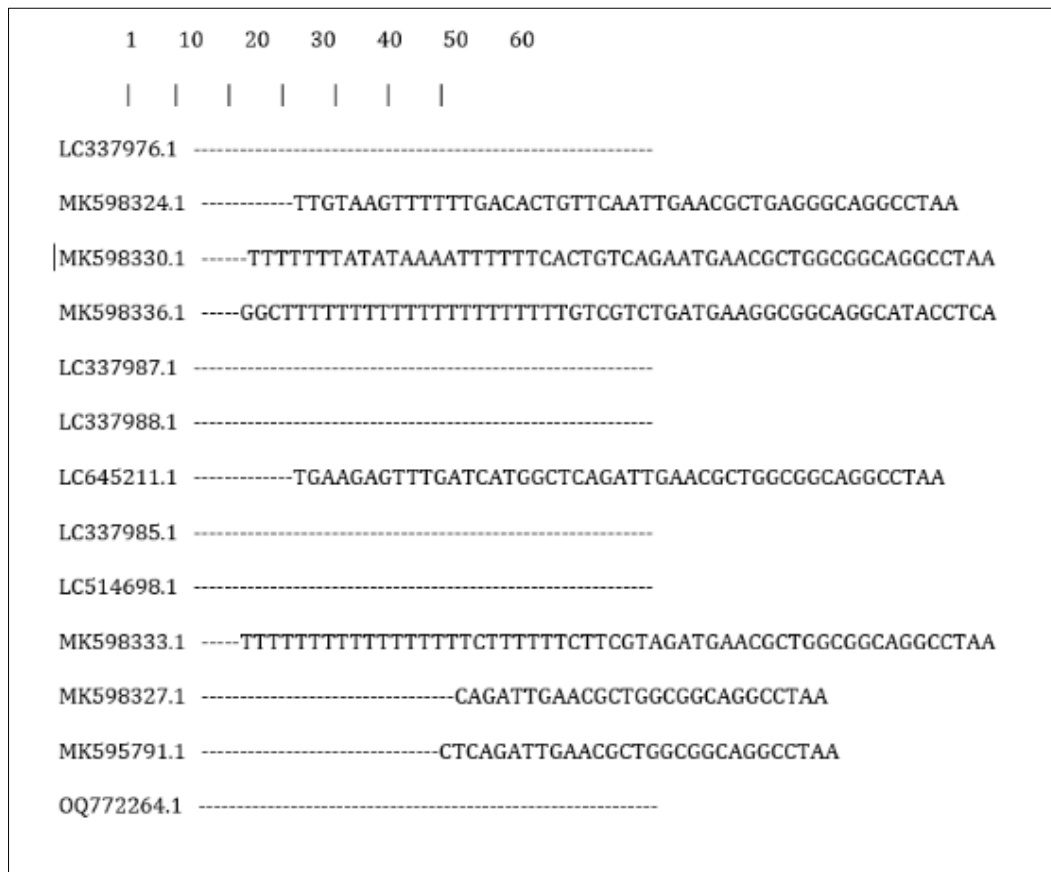 1 10 20 30 40 50 60
| | | | | | |
LC337976.1 ------------------------------------------------------------
MK598324.1 ------------TTGTAAGTTTTTTGACACTGTTCAATTGAACGCTGAGGGCAGGCCTAA
MK598330.1 ------TTTTTTTATATAAAATTTTTTCACTGTCAGAATGAACGCTGGCGGCAGGCCTAA
MK598336.1 -----GGCTTTTTTTTTTTTTTTTTTTTTGTCGTCTGATGAAGGCGGCAGGCATACCTCA
LC337987.1 ------------------------------------------------------------
LC337988.1 ------------------------------------------------------------
LC645211.1 -------------TGAAGAGTTTGATCATGGCTCAGATTGAACGCTGGCGGCAGGCCTAA
LC337985.1 ------------------------------------------------------------
LC514698.1 ------------------------------------------------------------
MK598333.1 -----TTTTTTTTTTTTTTTTTCTTTTTTCTTCGTAGATGAACGCTGGCGGCAGGCCTAA
MK598327.1 ---------------------------------CAGATTGAACGCTGGCGGCAGGCCTAA
MK595791.1 -------------------------------CTCAGATTGAACGCTGGCGGCAGGCCTAA
OQ772264.1 ------------------------------------------------------------